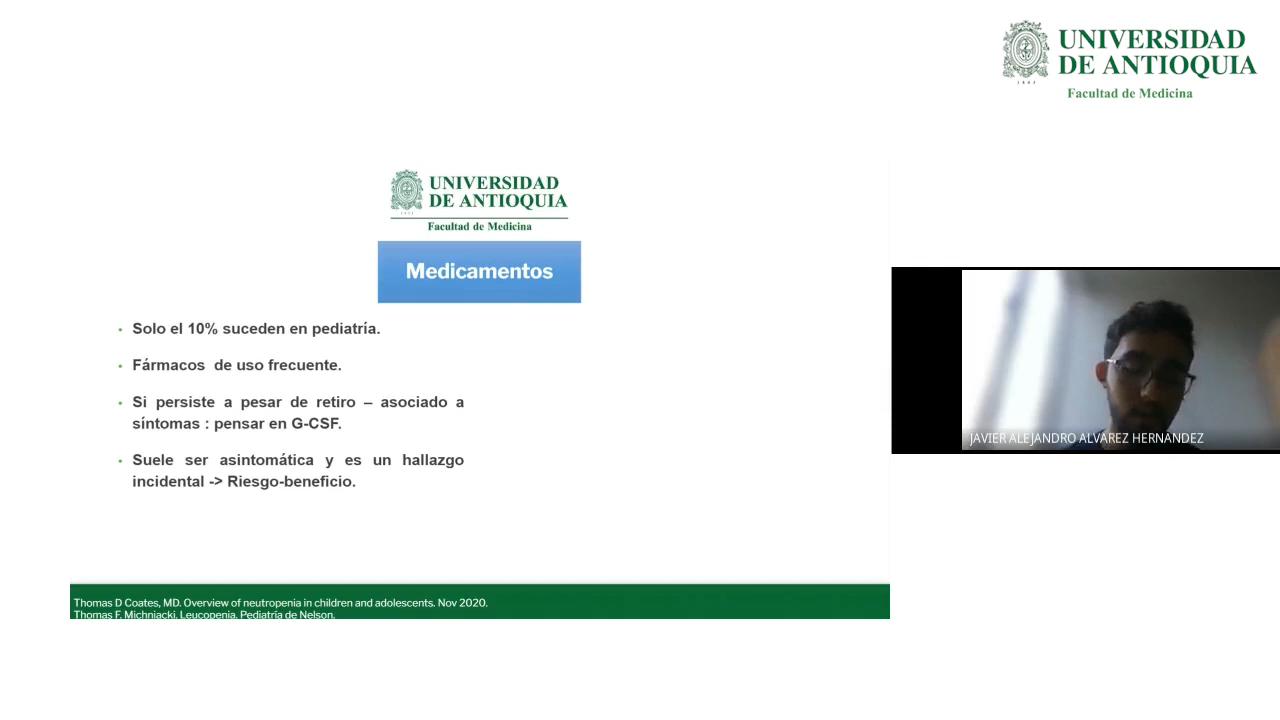 UNIVERSIDAD
DE ANTIOQUIA
1803
Facultad de Medicina
UNIVERSIDAD
DE ANTIOQUIA
1803
Facultad de Medicina
Medicamentos
• Solo el 10% suceden en pediatría.
• Fármacos de uso frecuente.
• Si persiste a pesar de retiro – asociado a
síntomas : pensar en G-CSF.
• Suele ser asintomática y es un hallazgo
incidental -> Riesgo-beneficio.
JAVIER ALEJANDRO ALVAREZ HERNANDEZ
Thomas D Coates, MD. Overview of neutropenia in children and adolescents. Nov 2020.
Thomas F. Michniacki. Leucopenia. Pediatría de Nelson.